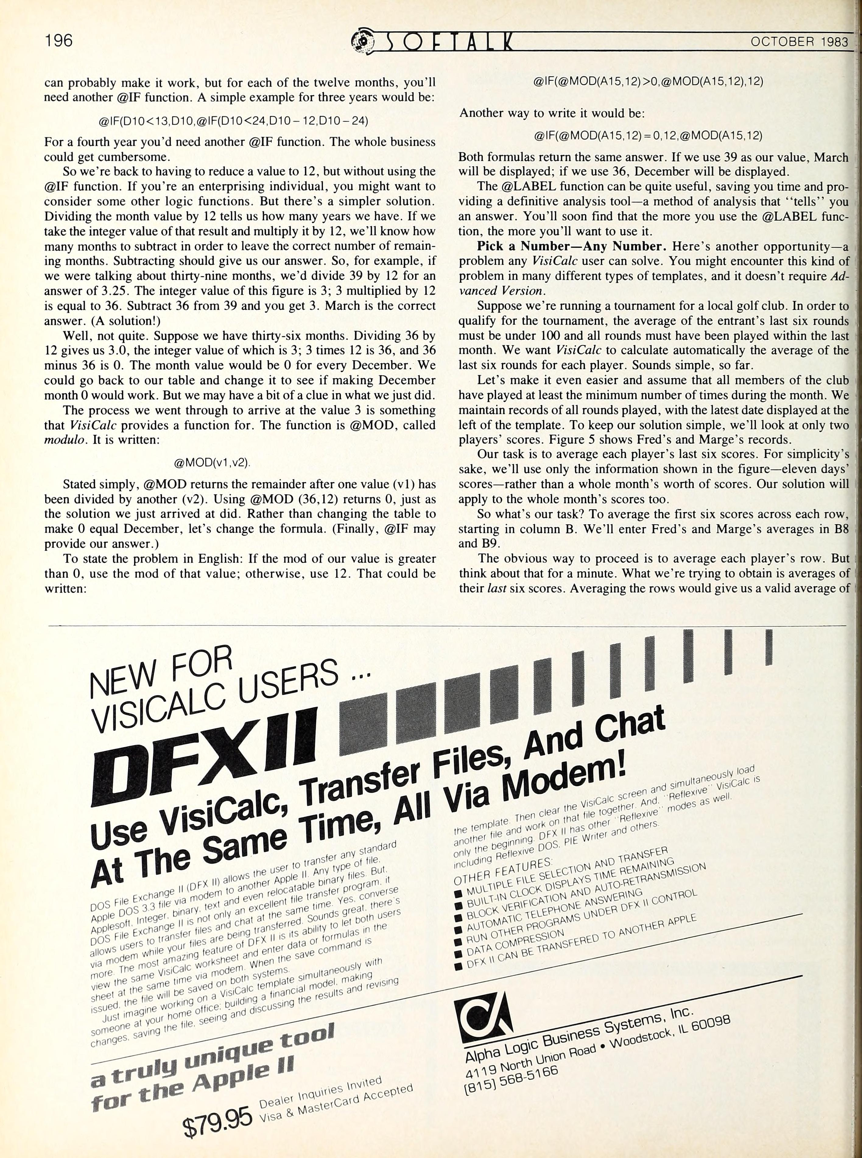 196
SOFTALK
OCTOBER 1983
can probably make it work, but for each of the twelve months, you'll
need another @IF function. A simple example for three years would be:
@IF(D10<13,D10,@IF(D10<24,D10-12,D10-24)
For a fourth year you'd need another @IF function. The whole business
could get cumbersome.
So we're back to having to reduce a value to 12, but without using the
@IF function. If you're an enterprising individual, you might want to
consider some other logic functions. But there's a simpler solution.
Dividing the month value by 12 tells us how many years we have. If we
take the integer value of that result and multiply it by 12, we'll know how
many months to subtract in order to leave the correct number of remain-
ing months. Subtracting should give us our answer. So, for example, if
we were talking about thirty-nine months, we'd divide 39 by 12 for an
answer of 3.25. The integer value of this figure is 3; 3 multiplied by 12
is equal to 36. Subtract 36 from 39 and you get 3. March is the correct
answer. (A solution!)
Well, not quite. Suppose we have thirty-six months. Dividing 36 by
12 gives us 3.0, the integer value of which is 3; 3 times 12 is 36, and 36
minus 36 is 0. The month value would be 0 for every December. We
could go back to our table and change it to see if making December
month 0 would work. But we may have a bit of a clue in what we just did.
The process we went through to arrive at the value 3 is something
that VisiCalc provides a function for. The function is @MOD, called
modulo. It is written:
@MOD(v1,v2).
Stated simply, @MOD returns the remainder after one value (v1) has
been divided by another (v2). Using @MOD (36,12) returns 0, just as
the solution we just arrived at did. Rather than changing the table to
make 0 equal December, let's change the formula. (Finally, @IF may
provide our answer.)
To state the problem in English: If the mod of our value is greater
than 0, use the mod of that value; otherwise, use 12. That could be
written:
@IF(@MOD(A15,12)>0,@MOD(A15,12),12)
Another way to write it would be:
@IF(@MOD(A15,12)=0,12,@MOD(A15,12)
Both formulas return the same answer. If we use 39 as our value, March
will be displayed; if we use 36, December will be displayed.
The @LABEL function can be quite useful, saving you time and pro-
viding a definitive analysis tool—a method of analysis that "tells" you
an answer. You'll soon find that the more you use the @LABEL func-
tion, the more you'll want to use it.
Pick a Number—Any Number. Here's another opportunity—a
problem any VisiCalc user can solve. You might encounter this kind of
problem in many different types of templates, and it doesn't require Ad-
vanced Version.
Suppose we're running a tournament for a local golf club. In order to
qualify for the tournament, the average of the entrant's last six rounds
must be under 100 and all rounds must have been played within the last
month. We want VisiCalc to calculate automatically the average of the
last six rounds for each player. Sounds simple, so far.
Let's make it even easier and assume that all members of the club
have played at least the minimum number of times during the month. We
maintain records of all rounds played, with the latest date displayed at the
left of the template. To keep our solution simple, we'll look at only two
players' scores. Figure 5 shows Fred's and Marge's records.
Our task is to average each player's last six scores. For simplicity's
sake, we'll use only the information shown in the figure—eleven days'
scores—rather than a whole month's worth of scores. Our solution will
apply to the whole month's scores too.
So what's our task? To average the first six scores across each row,
starting in column B. We'll enter Fred's and Marge's averages in B8
and B9.
The obvious way to proceed is to average each player's row. But
think about that for a minute. What we're trying to obtain is averages of
their last six scores. Averaging the rows would give us a valid average of
NEW FOR
VISICALC USERS ...
DFX II
Use VisiCalc, Transfer Files, And Chat
At The Same Time, All Via Modem!
DOS File Exchange II (DFX II) allows the user to transfer any standard
Apple DOS 3.3 file via modem to another Apple II. Any type of file,
Applesoft, Integer, binary, text and even relocatable binary files. But,
DOS File Exchange II is not only an excellent file transfer program, it
allows users to transfer files and chat at the same time. Yes, converse
via modem while your files are being transferred. Sounds great, there's
more. The most amazing feature of DFX II is its ability to let both users
view the same VisiCalc worksheet and enter data or formulas in the
sheet at the same time via modem. When the save command is
issued, the file will be saved on both systems.
Just imagine working on a VisiCalc template simultaneously with
someone at your home office; building a financial model, making
changes, saving the file, seeing and discussing the results and revising
the template. Then clear the VisiCalc screen and simultaneously load
another file and work on that file together. And, "Reflexive" VisiCalc is
only the beginning. DFX II has other "Reflexive" modes as well.
including Reflexive DOS, PIE Writer and others.
OTHER FEATURES:
■ MULTIPLE FILE SELECTION AND TRANSFER
■ BUILT-IN CLOCK DISPLAYS TIME REMAINING
■ BLOCK VERIFICATION AND AUTO-RETRANSMISSION
■ AUTOMATIC TELEPHONE ANSWERING
■ RUN OTHER PROGRAMS UNDER DFX II CONTROL
■ DATA COMPRESSION
■ DFX II CAN BE TRANSFERED TO ANOTHER APPLE
a truly unique tool
for the Apple II
$79.95
Dealer Inquiries Invited
Visa & MasterCard Accepted
Alpha Logic Business Systems, Inc.
4119 North Union Road • Woodstock, IL 60098
(815) 568-5166